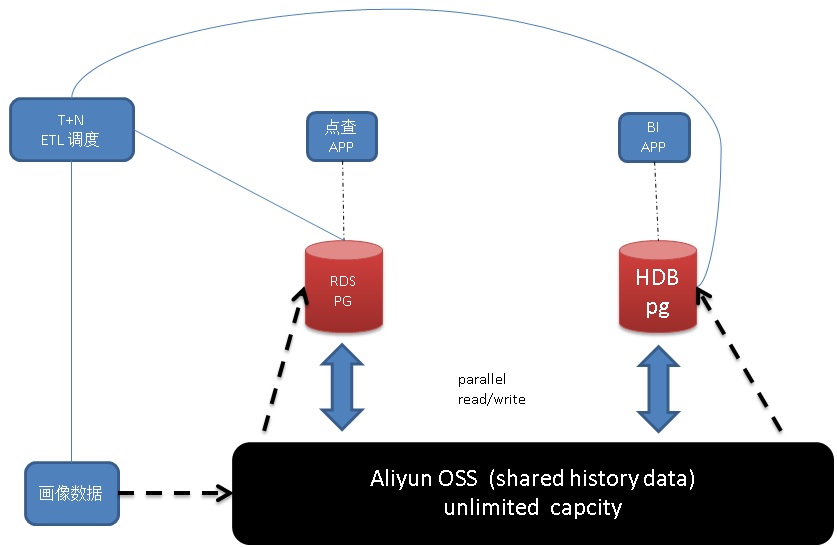 T+N
ETL 调度
点查
APP
BI
APP
RDS
PG
HDB
pg
parallel
read/write
画像数据
Aliyun OSS (shared history data)
unlimited capcity